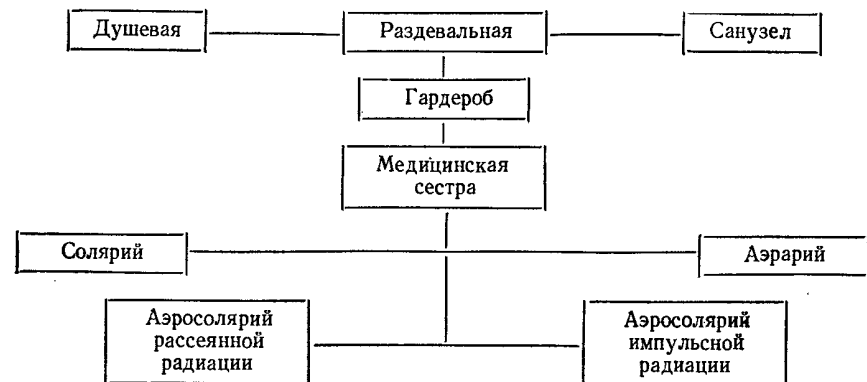 Душевая
Раздевальная
Санузел
Гардероб
Медицинская
сестра
Солярий
Аэрарий
Аэросолярий
рассеянной
радиации
Аэросолярий
импульсной
радиации